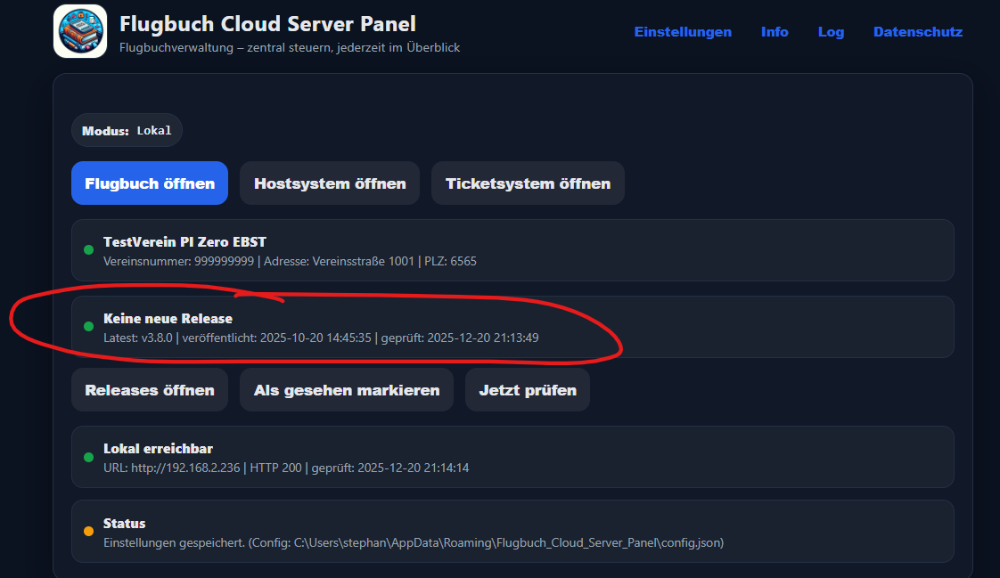 Flugbuch Cloud Server Panel
Flugbuchverwaltung – zentral steuern, jederzeit im Überblick
Einstellungen Info Log Datenschutz
Modus: Lokal
Flugbuch öffnen Hostsystem öffnen Ticketsystem öffnen
TestVerein PI Zero EBST
Vereinsnummer: 999999999 | Adresse: Vereinsstraße 1001 | PLZ: 6565
Keine neue Release
Latest: v3.8.0 | veröffentlicht: 2025-10-20 14:45:35 | geprüft: 2025-12-20 21:13:49
Releases öffnen Als gesehen markieren Jetzt prüfen
Lokal erreichbar
URL: http://192.168.2.236 | HTTP 200 | geprüft: 2025-12-20 21:14:14
Status
Einstellungen gespeichert. (Config: C:\Users\stephan\AppData\Roaming\Flugbuch_Cloud_Server_Panel\config.json)